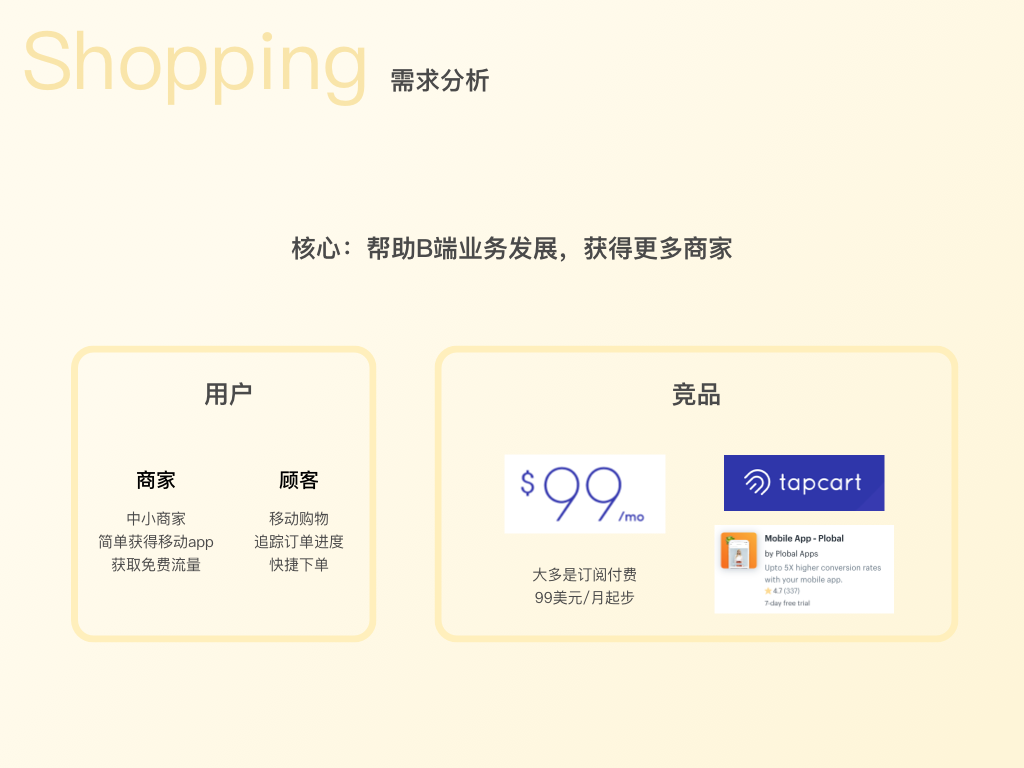 Shopping 需求分析
核心：帮助B端业务发展，获得更多商家
用户
商家
中小商家
简单获得移动app
获取免费流量
顾客
移动购物
追踪订单进度
快捷下单
竞品
$99/mo
大多是订阅付费
99美元/月起步
tapcart
Mobile App - Plobal
by Plobal Apps
Upto 5X higher conversion rates
with your mobile app.
4.7 (337)
7-day free trial